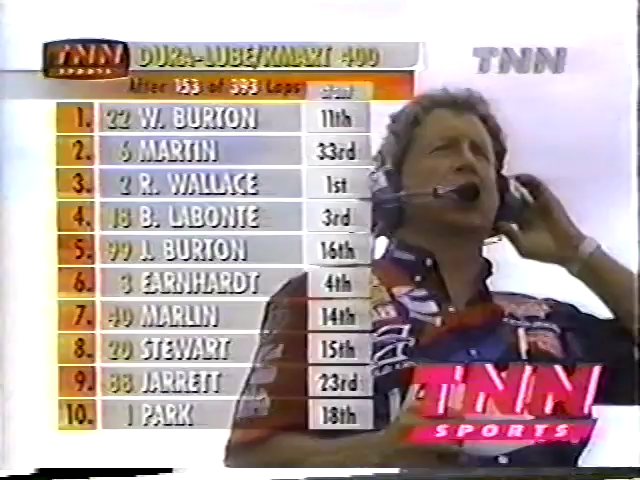 TNN SPORTS DURA-LUBE/KMART 400 TNN
After 153 of 393 Laps Start
1. 22 W. BURTON 11th
2. 6 MARTIN 33rd
3. 2 R. WALLACE 1st
4. 18 B. LABONTE 3rd
5. 99 J. BURTON 16th
6. 3 EARNHARDT 4th
7. 40 MARLIN 14th
8. 20 STEWART 15th
9. 88 JARRETT 23rd
10. 1 PARK 18th
TNN
SPORTS